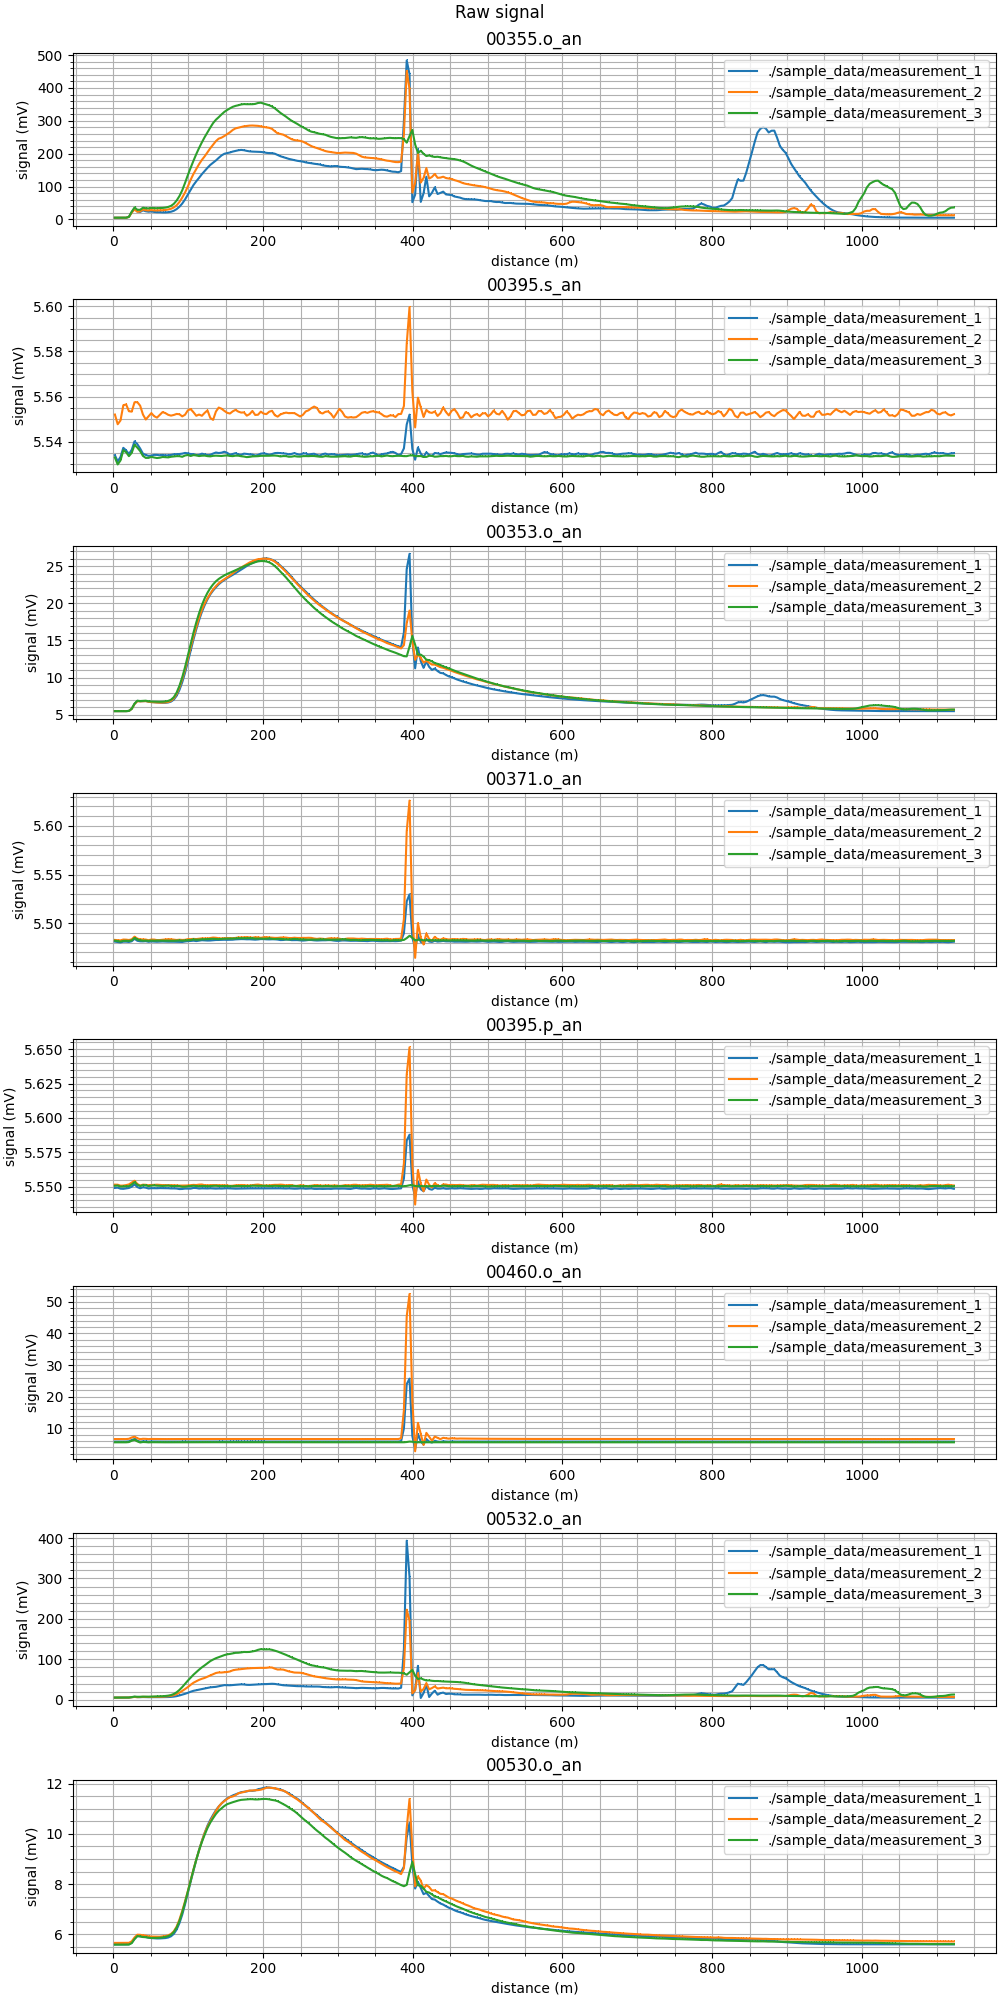 Raw signal
00355.o_an
500
400
300
200
100
0
signal (mV)
./sample_data/measurement_1
./sample_data/measurement_2
./sample_data/measurement_3
0 200 400 600 800 1000
distance (m)
00395.s_an
5.60
5.58
5.56
5.54
signal (mV)
./sample_data/measurement_1
./sample_data/measurement_2
./sample_data/measurement_3
0 200 400 600 800 1000
distance (m)
00353.o_an
25
20
15
10
5
signal (mV)
./sample_data/measurement_1
./sample_data/measurement_2
./sample_data/measurement_3
0 200 400 600 800 1000
distance (m)
00371.o_an
5.60
5.55
5.50
signal (mV)
./sample_data/measurement_1
./sample_data/measurement_2
./sample_data/measurement_3
0 200 400 600 800 1000
distance (m)
00395.p_an
5.650
5.625
5.600
5.575
5.550
signal (mV)
./sample_data/measurement_1
./sample_data/measurement_2
./sample_data/measurement_3
0 200 400 600 800 1000
distance (m)
00460.o_an
50
40
30
20
10
signal (mV)
./sample_data/measurement_1
./sample_data/measurement_2
./sample_data/measurement_3
0 200 400 600 800 1000
distance (m)
00532.o_an
400
300
200
100
0
signal (mV)
./sample_data/measurement_1
./sample_data/measurement_2
./sample_data/measurement_3
0 200 400 600 800 1000
distance (m)
00530.o_an
12
10
8
6
signal (mV)
./sample_data/measurement_1
./sample_data/measurement_2
./sample_data/measurement_3
0 200 400 600 800 1000
distance (m)